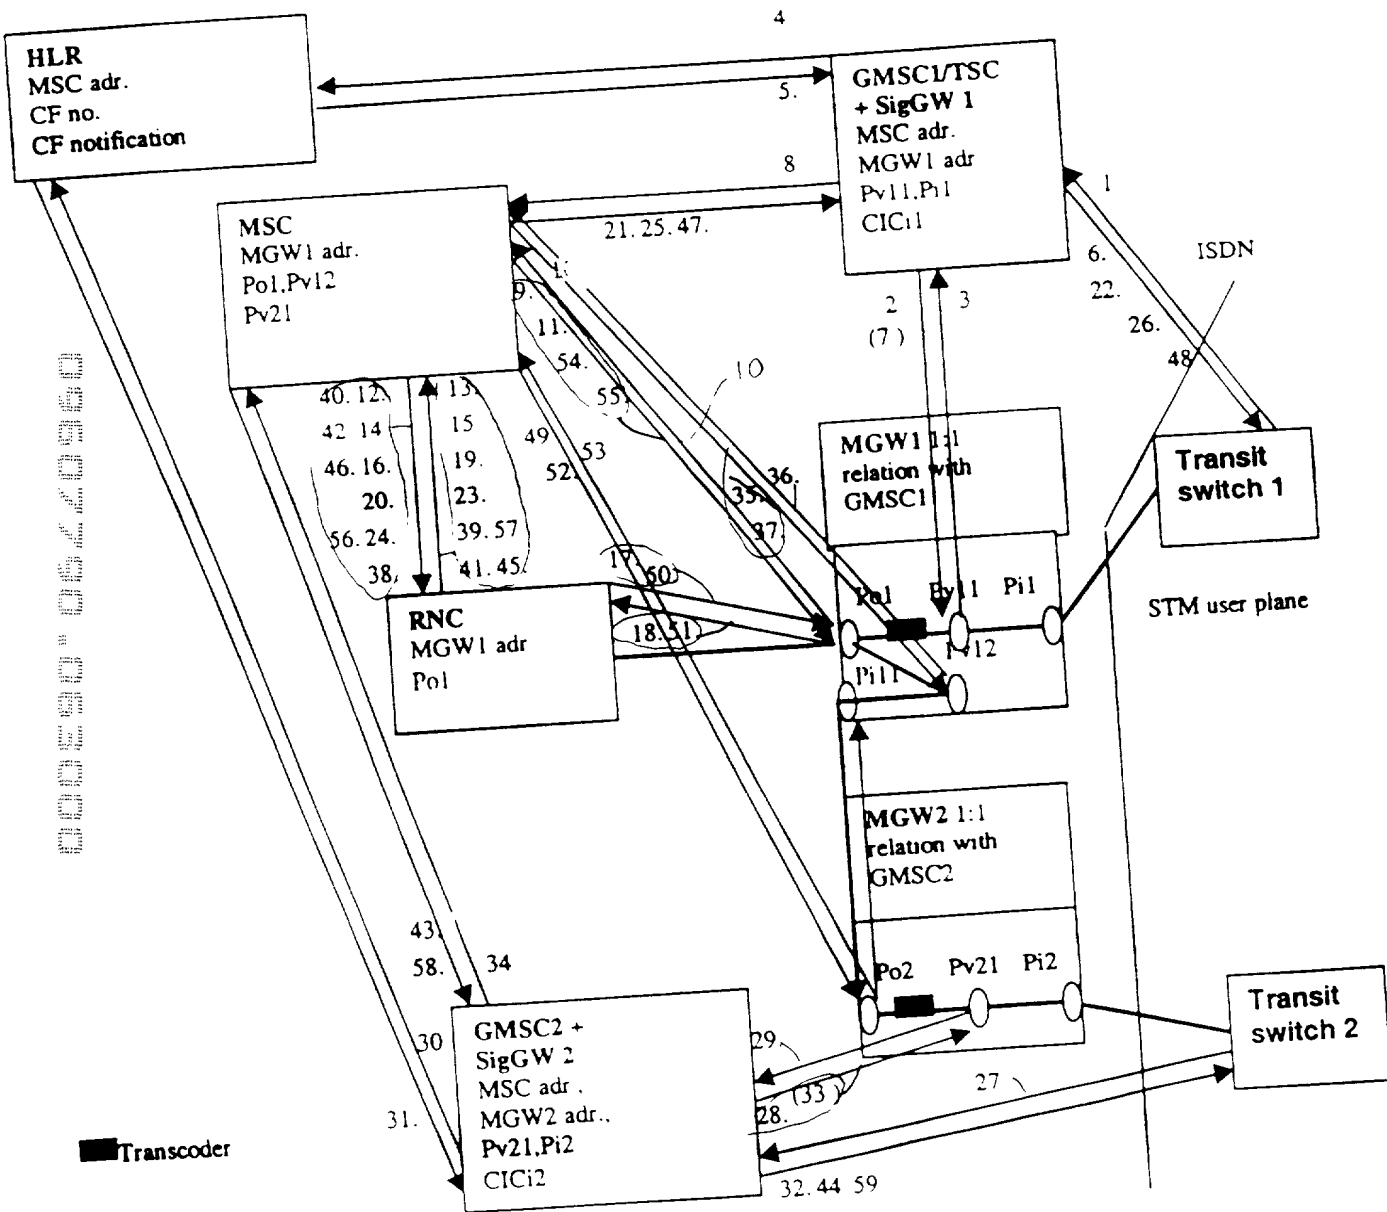 4
HLR
MSC adr.
CF no.
CF notification
5.
GMSC1/TSC
+ SigGW 1
MSC adr.
MGW1 adr
Pv11,Pi1
CICi1
8
1
MSC
MGW1 adr.
Po1,Pv12
Pv21
21. 25. 47.
6.
22.
26.
48
ISDN
9.
11.
54.
55
2
(7)
3
10
40. 12.
42 14
46. 16.
20.
56. 24.
38
13.
15
19.
23.
39. 57
41. 45
49
52.
53
35.
36.
37
MGW1 1:1
relation with
GMSC1
Transit
switch 1
17.
60
18. 51
RNC
MGW1 adr
Po1
Po1
Pv11
Pi1
Pv12
Pi11
STM user plane
MGW2 1:1
relation with
GMSC2
43.
58.
34
Po2
Pv21
Pi2
Transit
switch 2
30
31.
GMSC2 +
SigGW 2
MSC adr.
MGW2 adr.,
Pv21,Pi2
CICi2
29
(33)
28.
27
32. 44 59
Transcoder